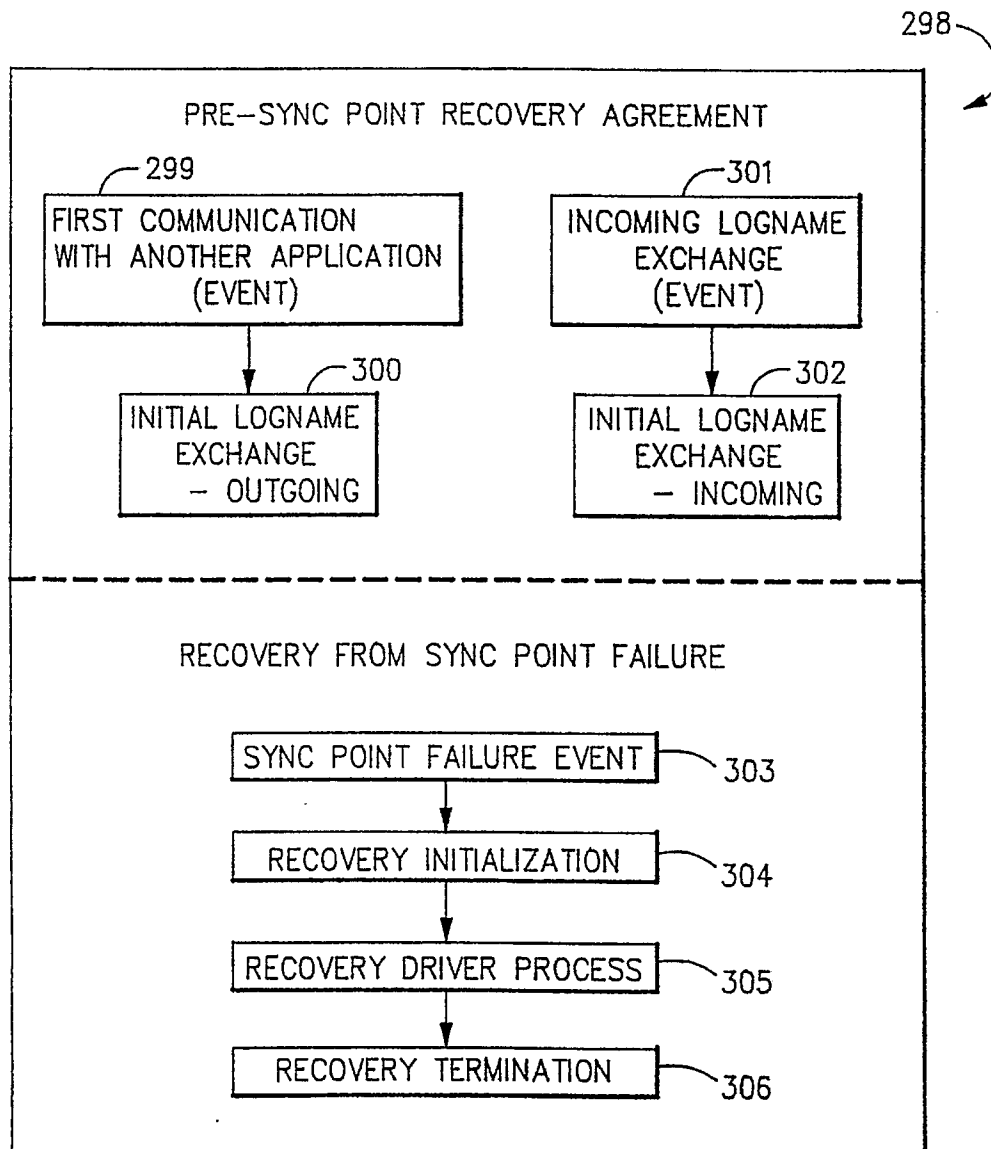 298
PRE-SYNC POINT RECOVERY AGREEMENT
299
FIRST COMMUNICATION
WITH ANOTHER APPLICATION
(EVENT)
301
INCOMING LOGNAME
EXCHANGE
(EVENT)
300
INITIAL LOGNAME
EXCHANGE
- OUTGOING
302
INITIAL LOGNAME
EXCHANGE
- INCOMING
RECOVERY FROM SYNC POINT FAILURE
SYNC POINT FAILURE EVENT
303
RECOVERY INITIALIZATION
304
RECOVERY DRIVER PROCESS
305
RECOVERY TERMINATION
306